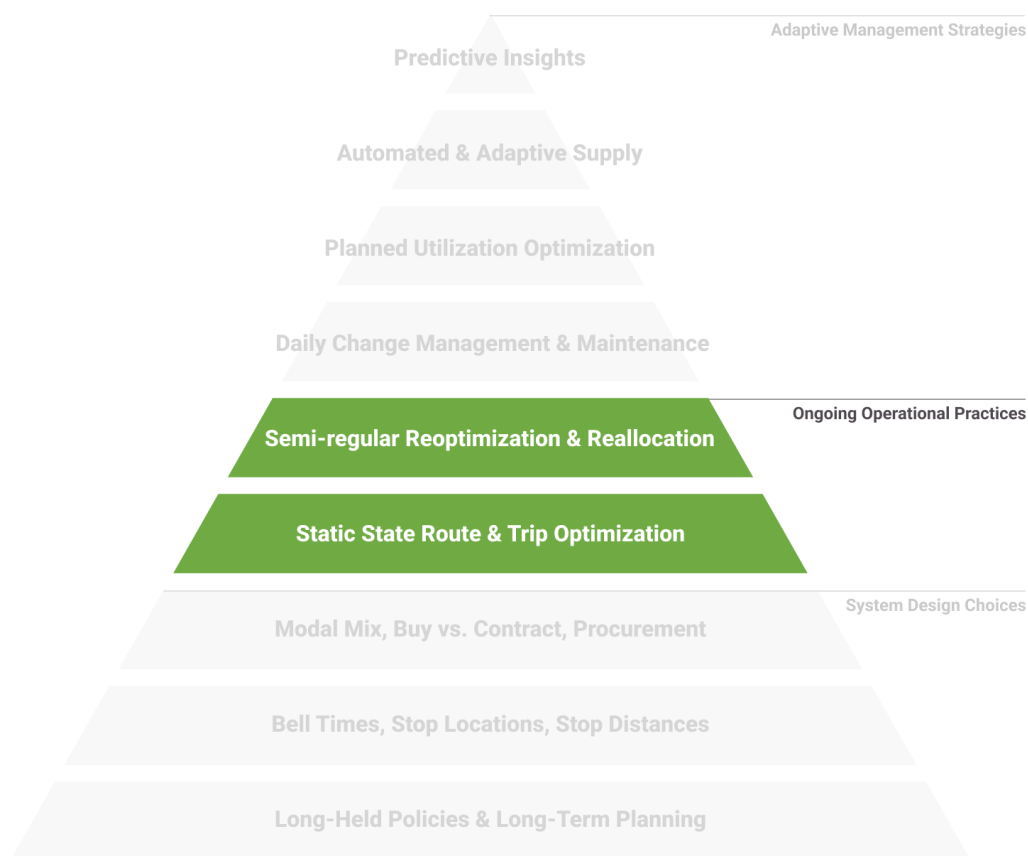 Adaptive Management Strategies
Predictive Insights
Automated & Adaptive Supply
Planned Utilization Optimization
Daily Change Management & Maintenance
Ongoing Operational Practices
Semi-regular Reoptimization & Reallocation
Static State Route & Trip Optimization
System Design Choices
Modal Mix, Buy vs. Contract, Procurement
Bell Times, Stop Locations, Stop Distances
Long-Held Policies & Long-Term Planning